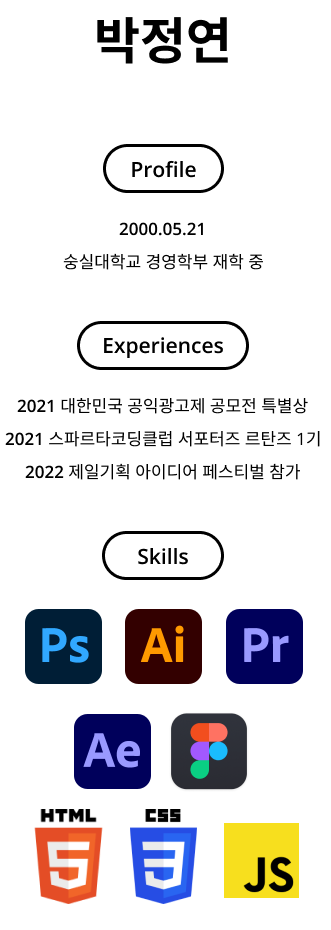 박정연
Profile
2000.05.21
숭실대학교 경영학부 재학 중
Experiences
2021 대한민국 공익광고제 공모전 특별상
2021 스파르타코딩클럽 서포터즈 르탄즈 1기
2022 제일기획 아이디어 페스티벌 참가
Skills
Ps Ai Pr
Ae
HTML CSS
5 3 JS